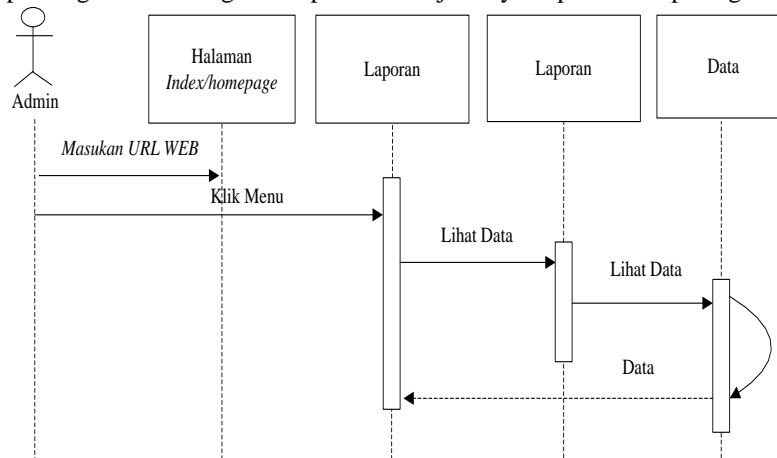 Halaman
Index/homepage
Laporan
Laporan
Data
Admin
Masukan URL WEB
Klik Menu
Lihat Data
Lihat Data
Data